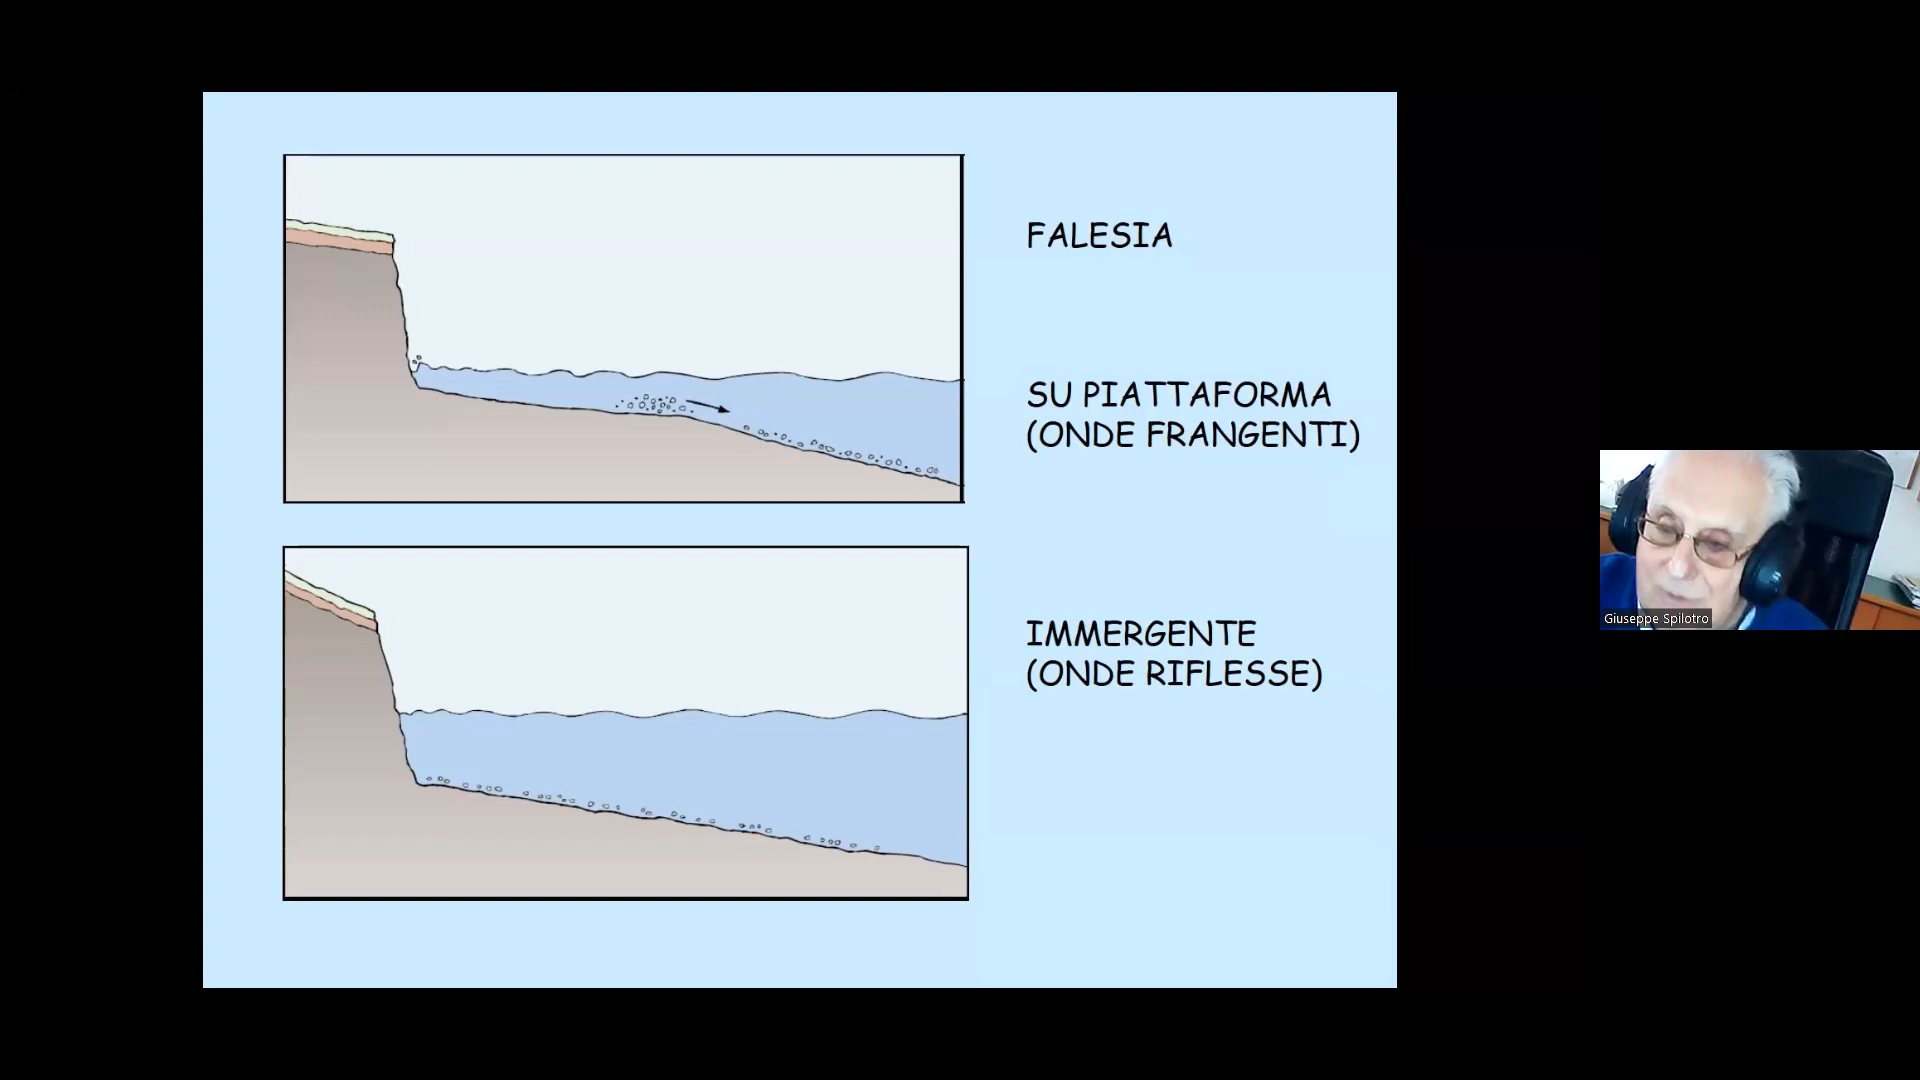 FALESIA
SU PIATTAFORMA
(ONDE FRANGENTI)
IMMERGENTE
(ONDE RIFLESSE)
Giuseppe Spilotro